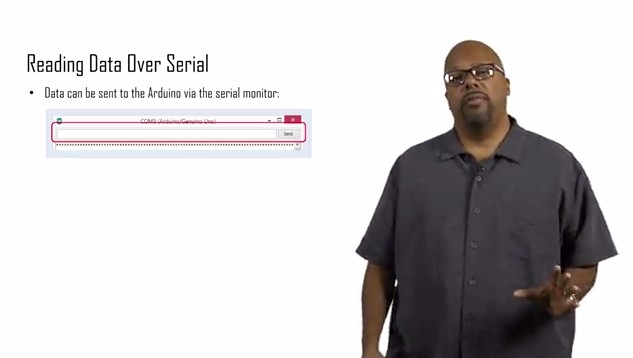 Reading Data Over Serial
• Data can be sent to the Arduino via the serial monitor:
COM3 (Arduino/Genuino Uno)
Send